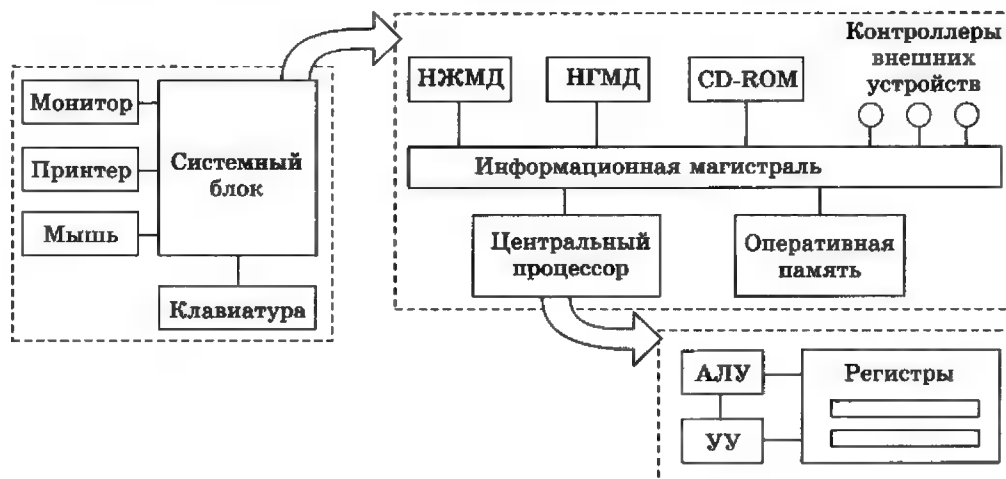 Монитор
Принтер
Мышь
Системный
блок
Клавиатура
НЖМД
НГМД
CD-ROM
Контроллеры
внешних
устройств
Информационная магистраль
Центральный
процессор
Оперативная
память
АЛУ
УУ
Регистры